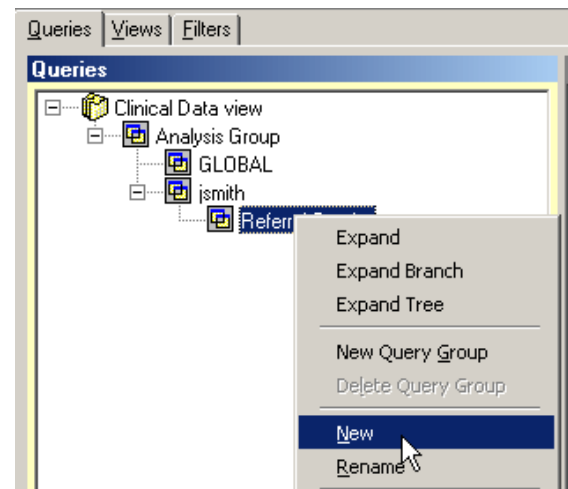 Queries Views Filters
Queries
Clinical Data view
Analysis Group
GLOBAL
jsmith
Expand
Expand Branch
Expand Tree
New Query Group
Delete Query Group
New
Rename